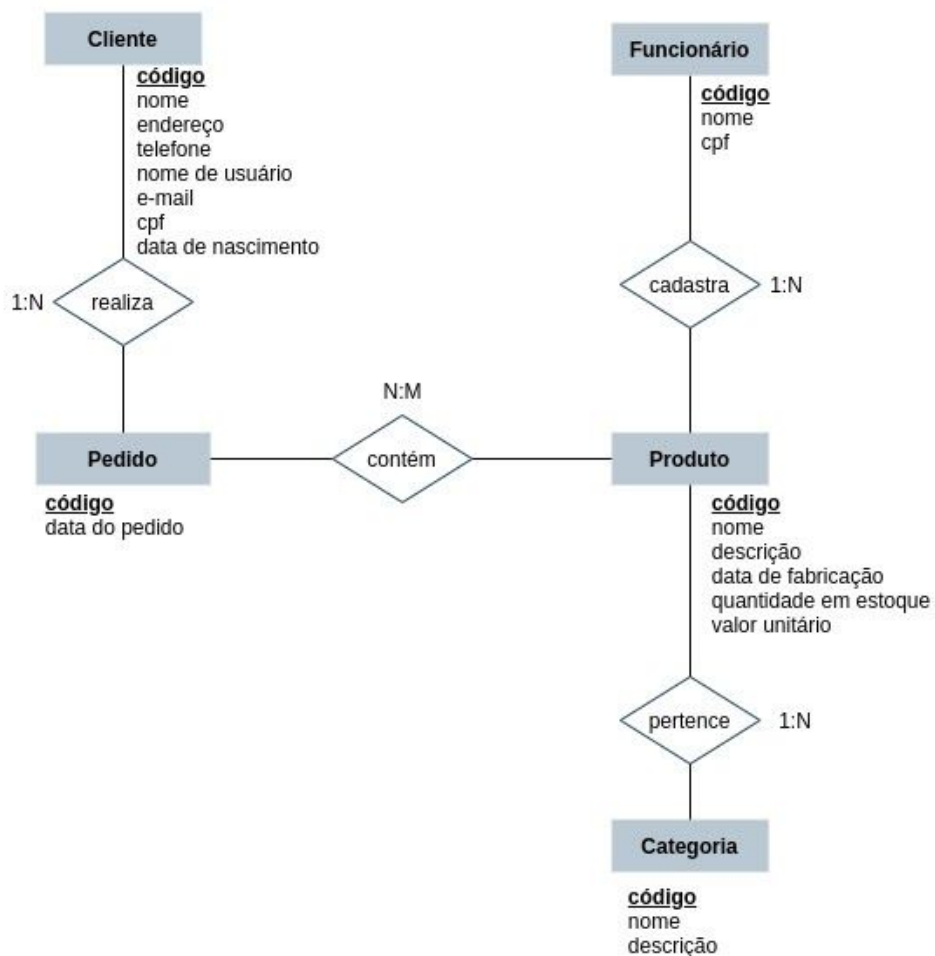 Cliente
código
nome
endereço
telefone
nome de usuário
e-mail
cpf
data de nascimento
Funcionário
código
nome
cpf
1:N
realiza
cadastra
1:N
N:M
Pedido
contém
Produto
código
data do pedido
código
nome
descrição
data de fabricação
quantidade em estoque
valor unitário
pertence
1:N
Categoria
código
nome
descrição